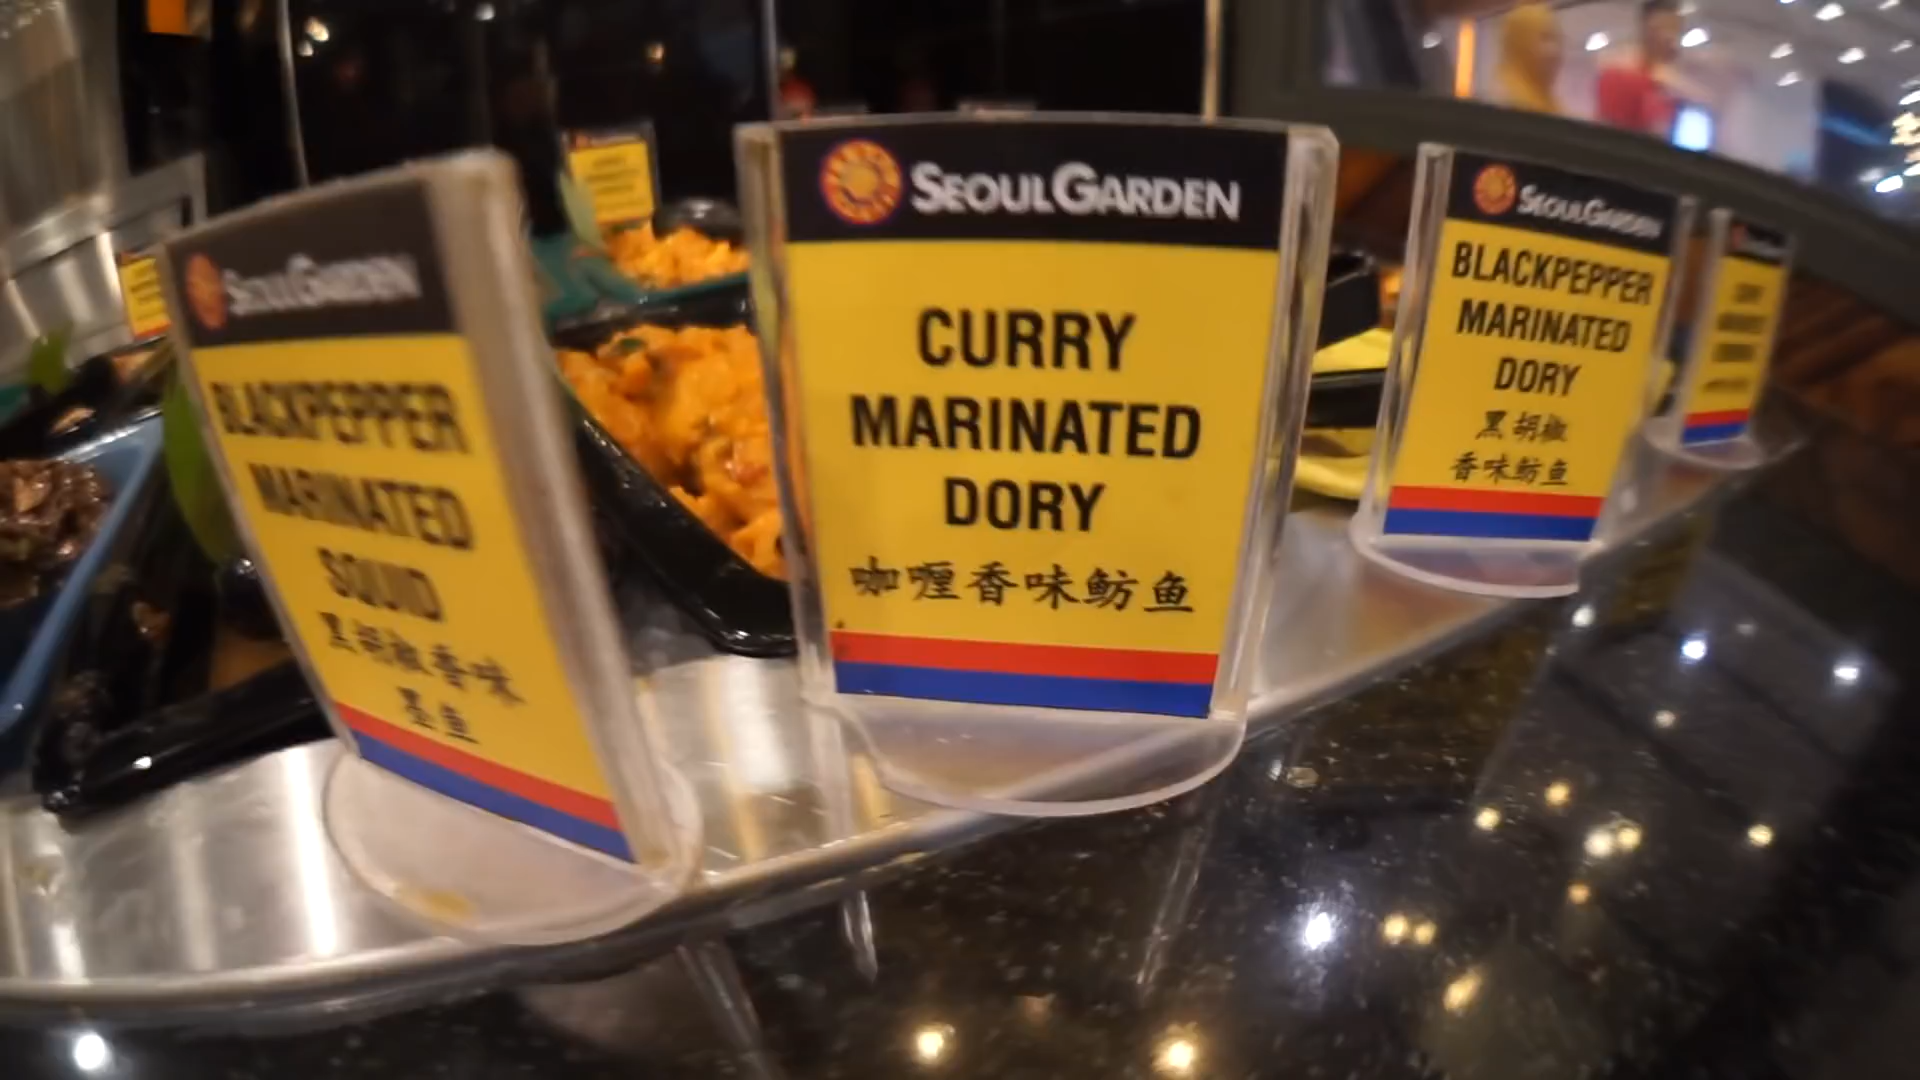 SEOULGARDEN
BLACKPEPPER
MARINATED
SQUID
黑胡椒香味
墨鱼
SEOULGARDEN
CURRY
MARINATED
DORY
咖喱香味鲂鱼
SEOULGARDEN
BLACKPEPPER
MARINATED
DORY
黑胡椒
香味鲂鱼